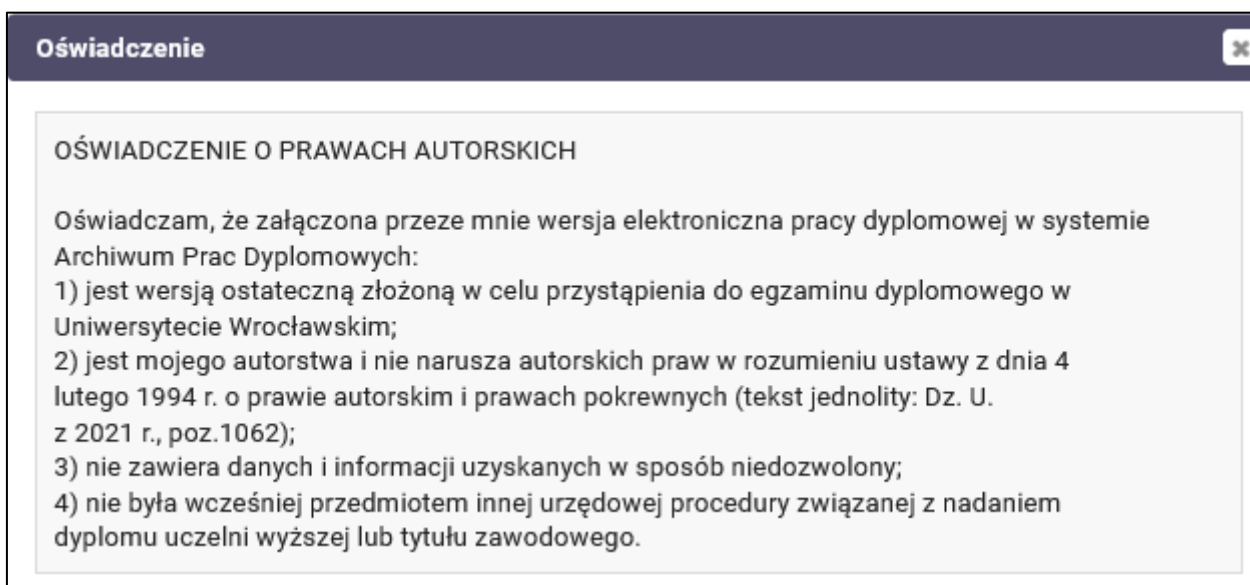 Oświadczenie
OŚWIADCZENIE O PRAWACH AUTORSKICH
Oświadczam, że załączona przeze mnie wersja elektroniczna pracy dyplomowej w systemie
Archiwum Prac Dyplomowych:
1) jest wersją ostateczną złożoną w celu przystąpienia do egzaminu dyplomowego w
Uniwersytecie Wrocławskim;
2) jest mojego autorstwa i nie narusza autorskich praw w rozumieniu ustawy z dnia 4
lutego 1994 r. o prawie autorskim i prawach pokrewnych (tekst jednolity: Dz. U.
z 2021 r., poz.1062);
3) nie zawiera danych i informacji uzyskanych w sposób niedozwolony;
4) nie była wcześniej przedmiotem innej urzędowej procedury związanej z nadaniem
dyplomu uczelni wyższej lub tytułu zawodowego.